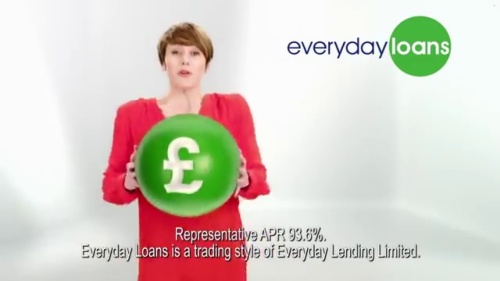 everydayloans
£
Representative APR 93.6%.
Everyday Loans is a trading style of Everyday Lending Limited.